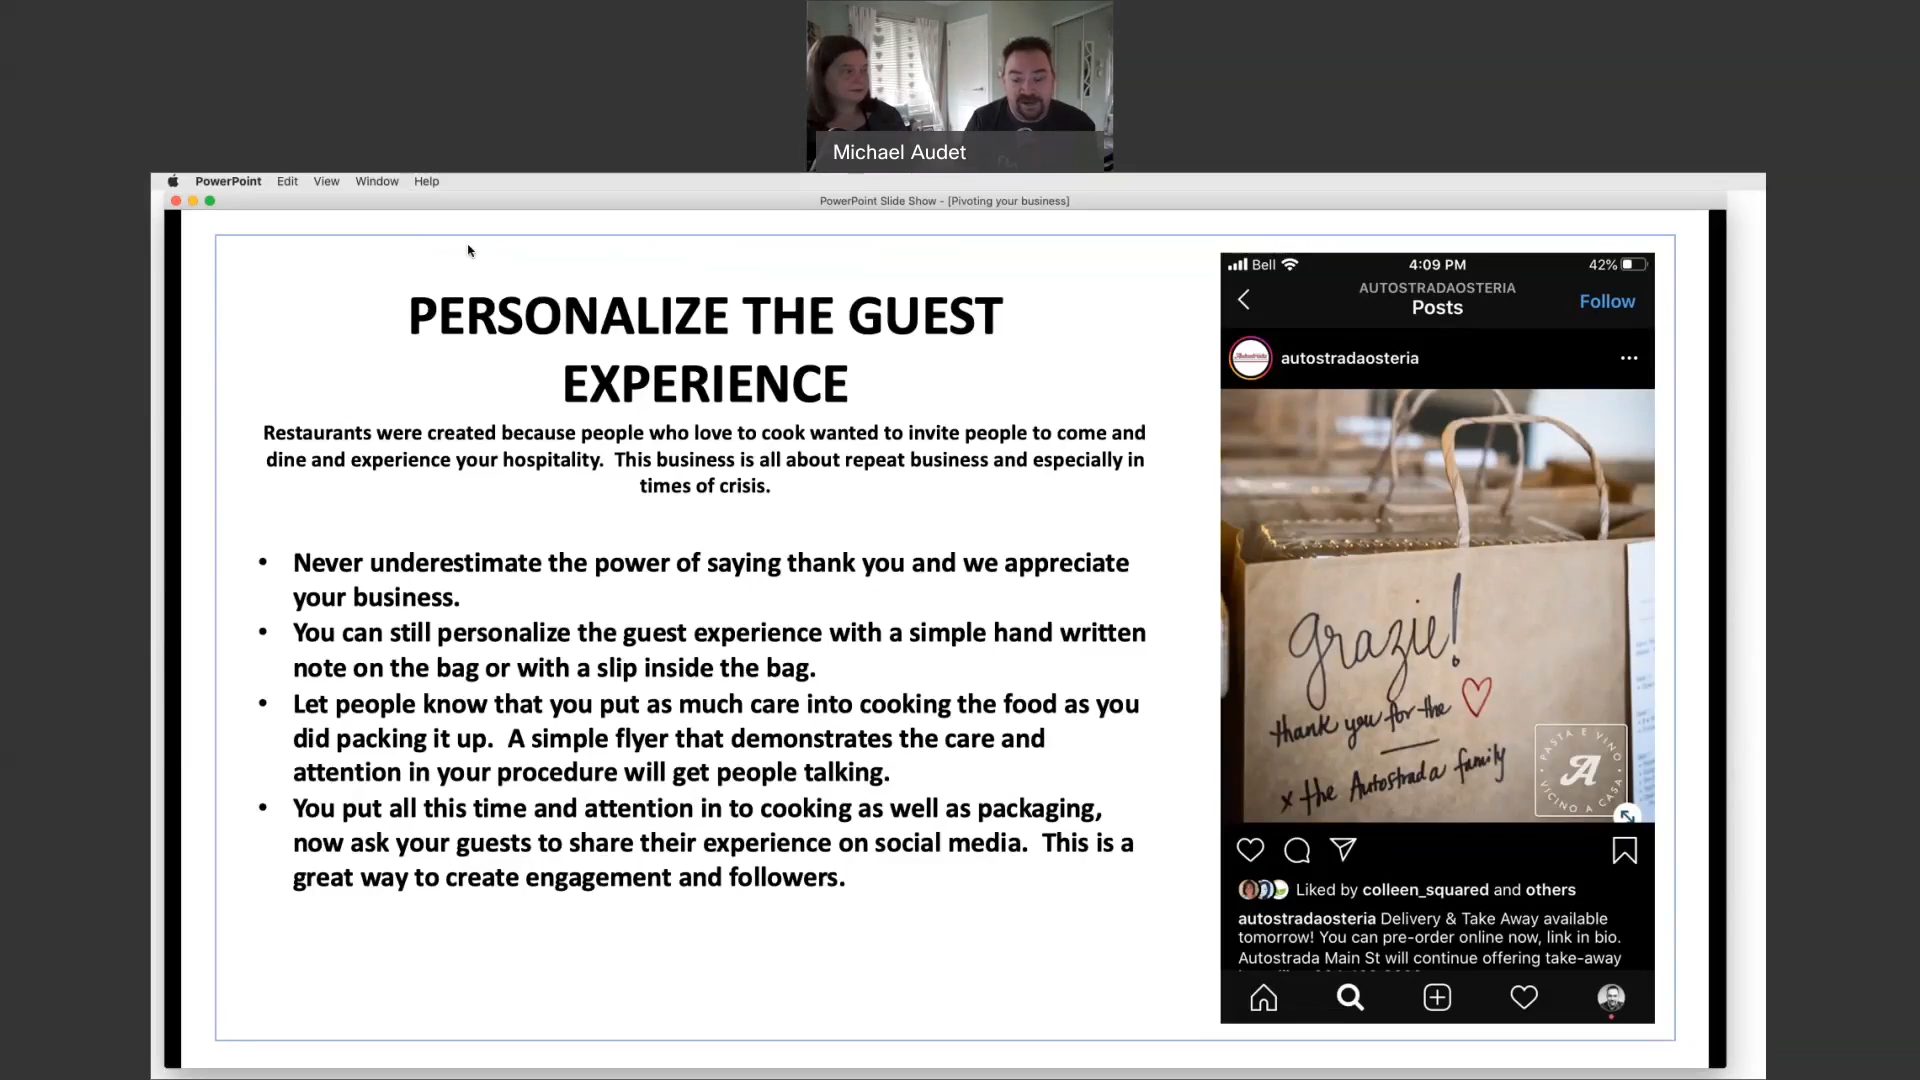 Michael Audet
PowerPoint Edit View Window Help
PowerPoint Slide Show - [Pivoting your business]
PERSONALIZE THE GUEST
EXPERIENCE
Restaurants were created because people who love to cook wanted to invite people to come and
dine and experience your hospitality.  This business is all about repeat business and especially in
times of crisis.
• Never underestimate the power of saying thank you and we appreciate
your business.
• You can still personalize the guest experience with a simple hand written
note on the bag or with a slip inside the bag.
• Let people know that you put as much care into cooking the food as you
did packing it up.  A simple flyer that demonstrates the care and
attention in your procedure will get people talking.
• You put all this time and attention in to cooking as well as packaging,
now ask your guests to share their experience on social media.  This is a
great way to create engagement and followers.
Bell 4:09 PM 42%
AUTOSTRADAOSTERIA
Posts
Follow
autostradaosteria
grazie!
thank you for the ♡
x the Autostrada family
PASTA E VINO
A
VICINO A CASA
Liked by colleen_squared and others
autostradaosteria Delivery & Take Away available
tomorrow! You can pre-order online now, link in bio.
Autostrada Main St will continue offering take-away